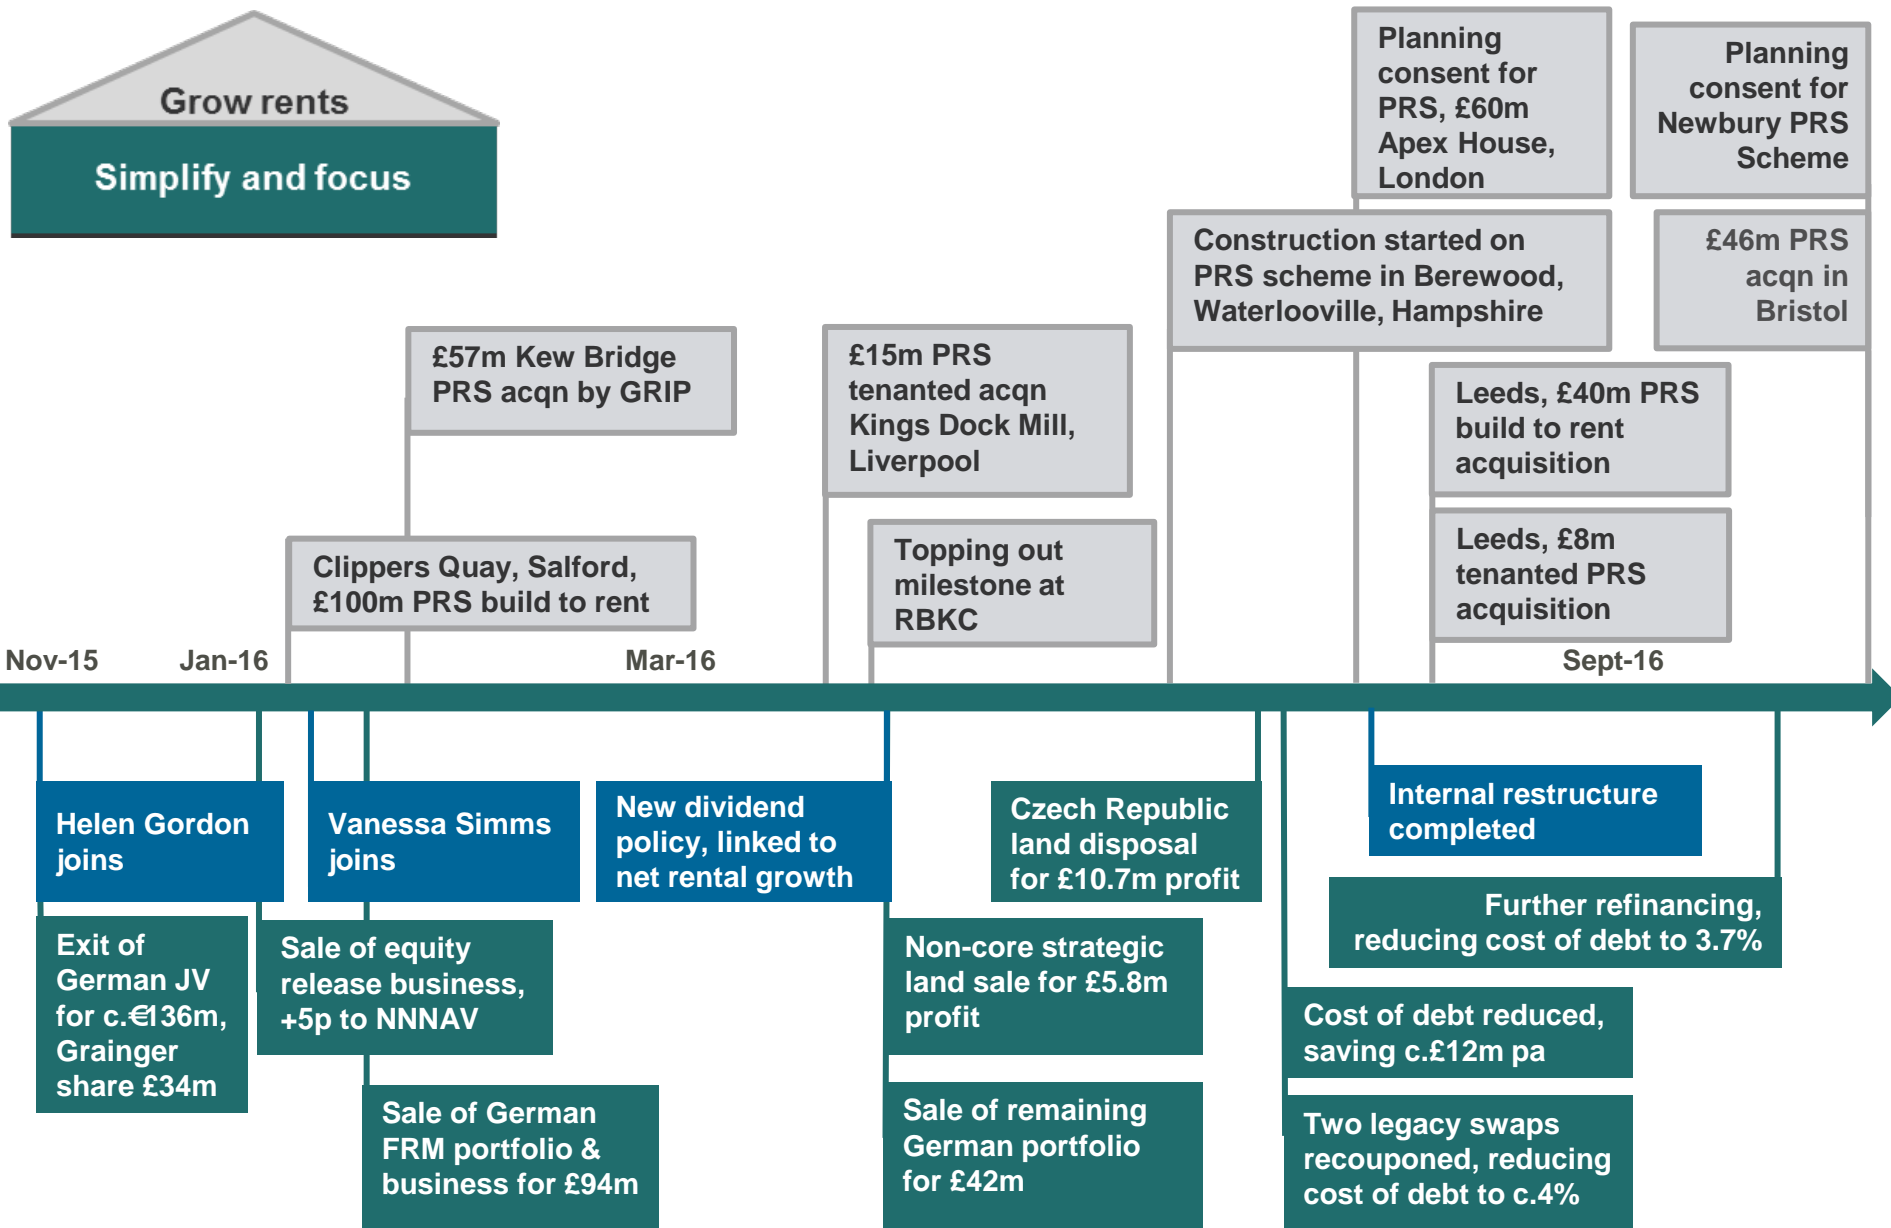 Grow rents
Simplify and focus
Planning
consent for
PRS, £60m
Apex House,
London
Planning
consent for
Newbury PRS
Scheme
Construction started on
PRS scheme in Berewood,
Waterlooville, Hampshire
£46m PRS
acqn in
Bristol
£57m Kew Bridge
PRS acqn by GRIP
£15m PRS
tenanted acqn
Kings Dock Mill,
Liverpool
Leeds, £40m PRS
build to rent
acquisition
Clippers Quay, Salford,
£100m PRS build to rent
Topping out
milestone at
RBKC
Leeds, £8m
tenanted PRS
acquisition
Nov-15
Jan-16
Mar-16
Sept-16
Helen Gordon
joins
Vanessa Simms
joins
New dividend
policy, linked to
net rental growth
Czech Republic
land disposal
for £10.7m profit
Internal restructure
completed
Further refinancing,
reducing cost of debt to 3.7%
Exit of
German JV
for c.€136m,
Grainger
share £34m
Sale of equity
release business,
+5p to NNNAV
Non-core strategic
land sale for £5.8m
profit
Cost of debt reduced,
saving c.£12m pa
Sale of German
FRM portfolio &
business for £94m
Sale of remaining
German portfolio
for £42m
Two legacy swaps
recouponed, reducing
cost of debt to c.4%